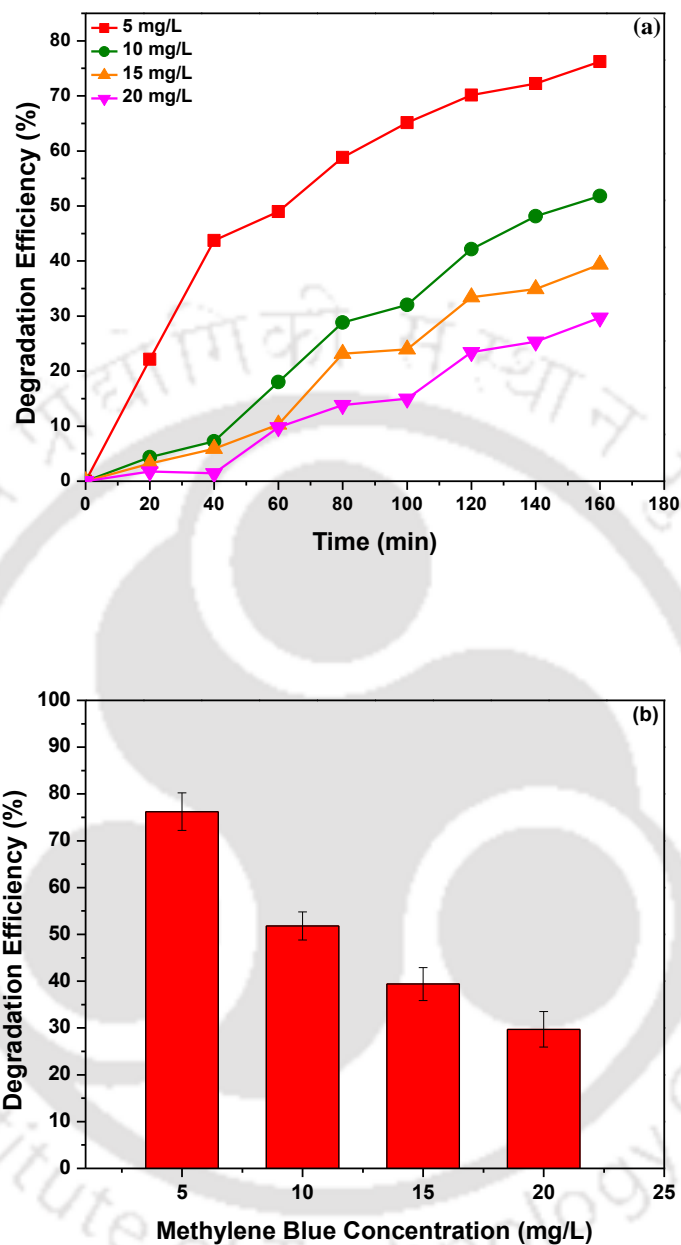 (a)
5 mg/L
10 mg/L
15 mg/L
20 mg/L
Degradation Efficiency (%)
80
70
60
50
40
30
20
10
0
0 20 40 60 80 100 120 140 160 180
Time (min)
(b)
Degradation Efficiency (%)
100
90
80
70
60
50
40
30
20
10
0
5 10 15 20 25
Methylene Blue Concentration (mg/L)